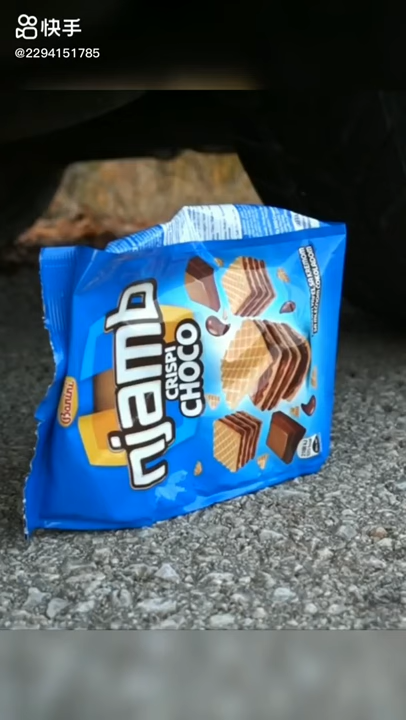 快手
@2294151785
Banini
njamb
CRISPI
CHOCO